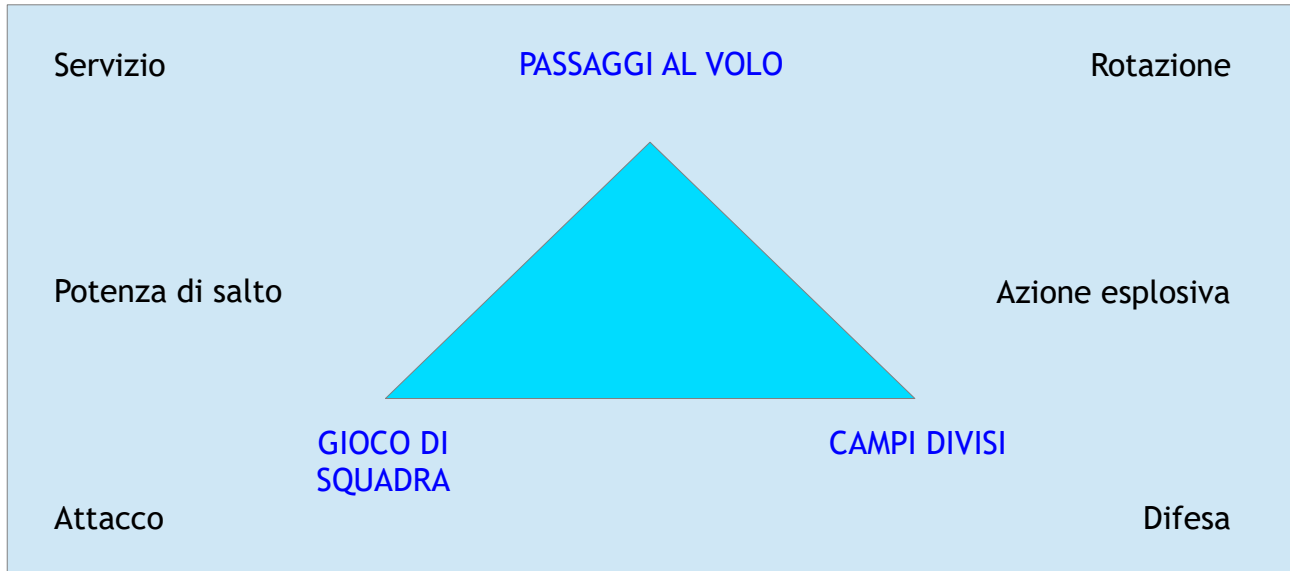 Servizio
PASSAGGI AL VOLO
Rotazione
Potenza di salto
Azione esplosiva
GIOCO DI
SQUADRA
CAMPI DIVISI
Attacco
Difesa